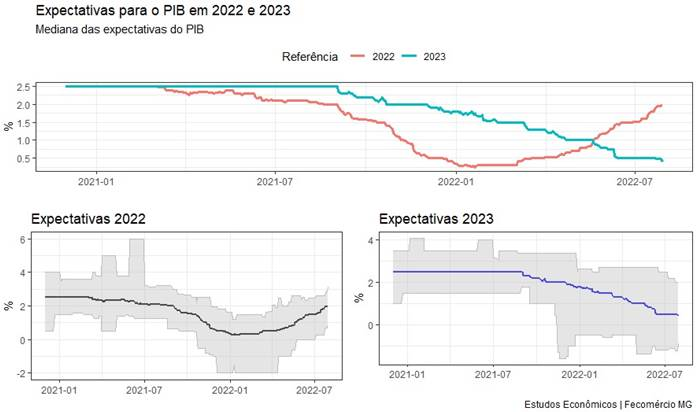 Expectativas para o PIB em 2022 e 2023
Mediana das expectativas do PIB
Referência 2022 2023
2.5
2.0
1.5
1.0
0.5
%
2021-01 2021-07 2022-01 2022-07
Expectativas 2022
6
4
2
0
-2
%
2021-01 2021-07 2022-01 2022-07
Expectativas 2023
4
2
0
%
2021-01 2021-07 2022-01 2022-07
Estudos Econômicos | Fecomércio MG